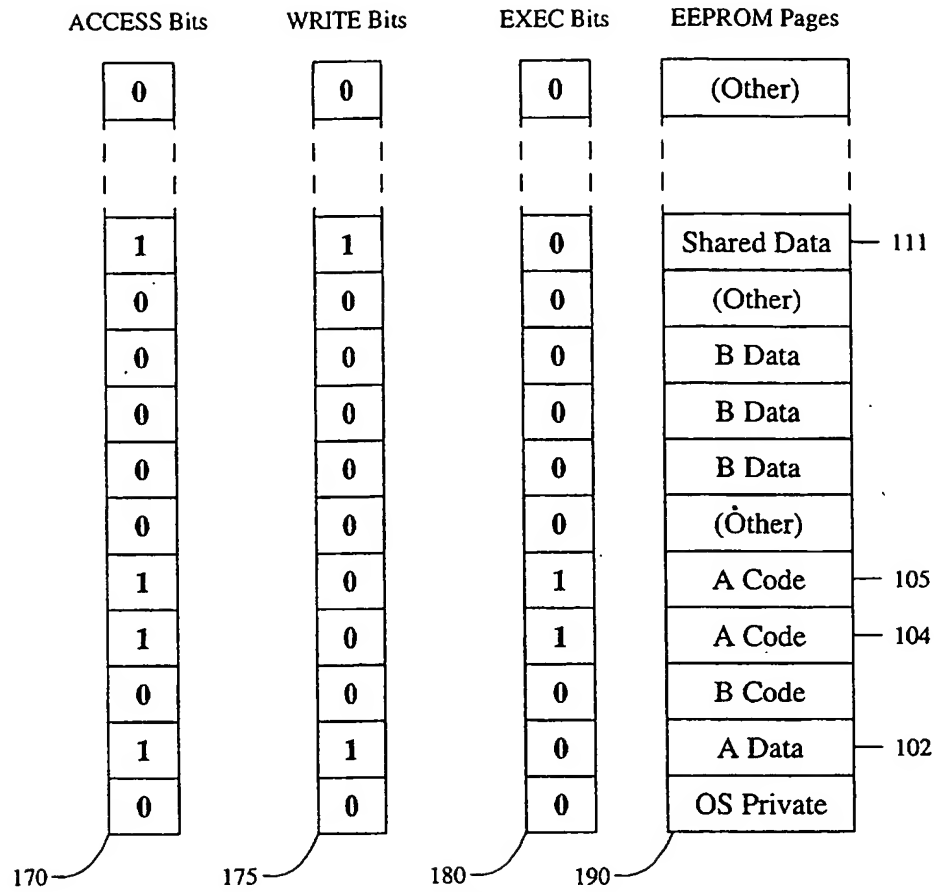 ACCESS Bits WRITE Bits EXEC Bits EEPROM Pages
0 0 0 (Other)
1 1 0 Shared Data 111
0 0 0 (Other)
0 0 0 B Data
0 0 0 B Data
0 0 0 B Data
0 0 0 (Other)
1 0 1 A Code 105
1 0 1 A Code 104
0 0 0 B Code
1 1 0 A Data 102
0 0 0 OS Private
170 175 180 190